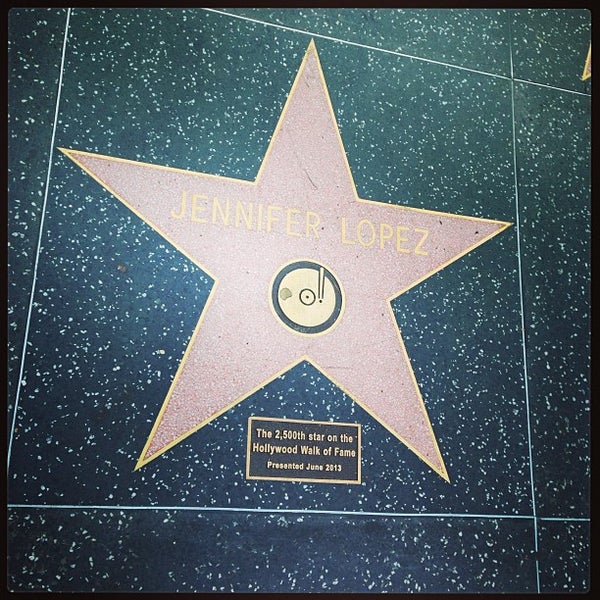 JENNIFER LOPEZ
The 2,500th star on the
Hollywood Walk of Fame
Presented June 2013